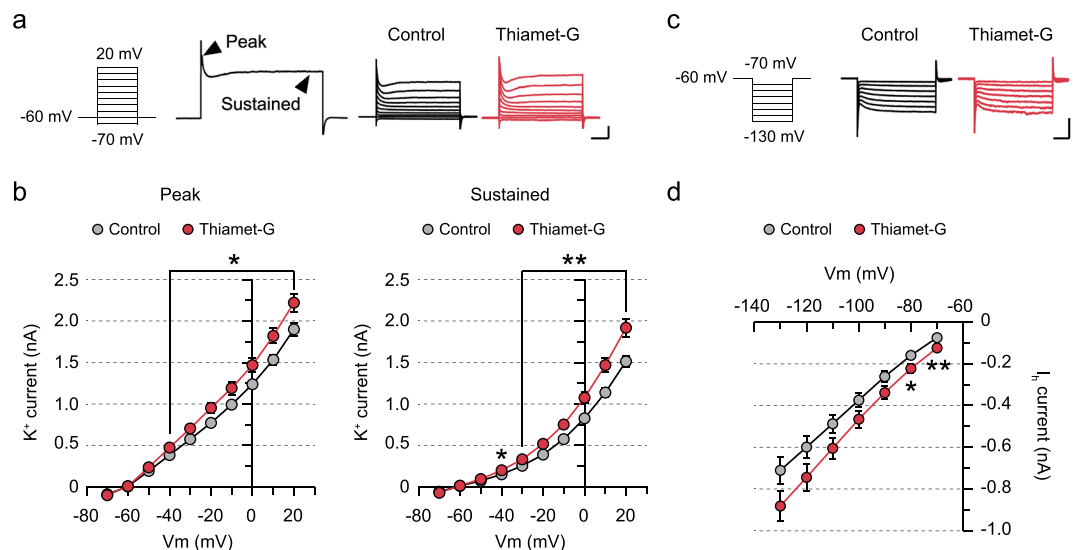 a
20 mV
-60 mV
-70 mV
Peak
Sustained
Control
Thiamet-G
c
-70 mV
-60 mV
-130 mV
Control
Thiamet-G
b
Peak
Control
Thiamet-G
*
2.5
2.0
1.5
1.0
0.5
0
K+ current (nA)
-80 -60 -40 -20 0 20
Vm (mV)
Sustained
Control
Thiamet-G
**
*
2.5
2.0
1.5
1.0
0.5
0
K+ current (nA)
-80 -60 -40 -20 0 20
Vm (mV)
d
Control
Thiamet-G
Vm (mV)
-140 -120 -100 -80 -60
0
-0.2
-0.4
-0.6
-0.8
-1.0
**
*
Ih current (nA)